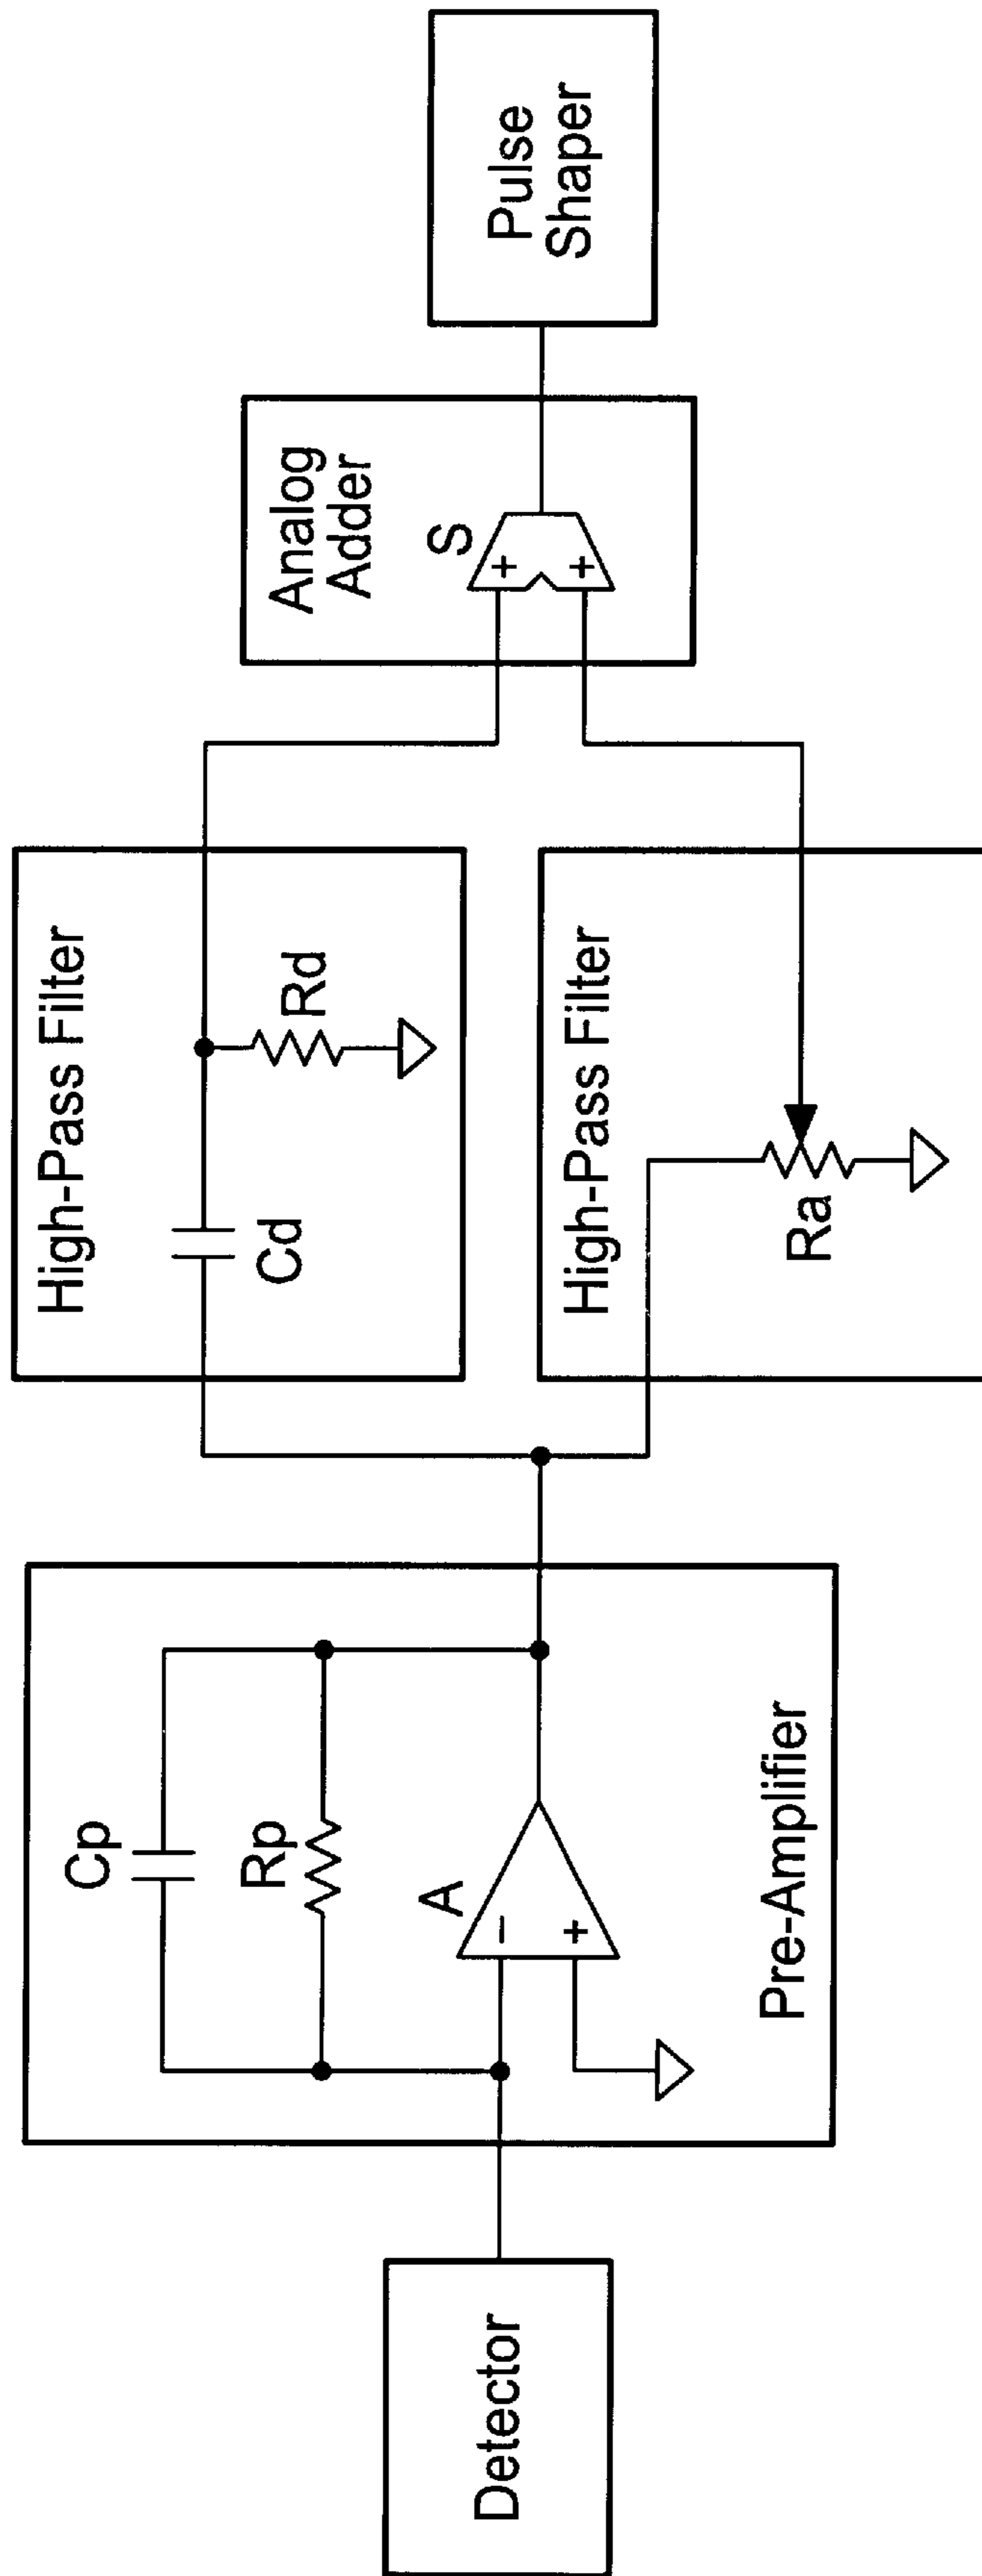 Detector
Cp
Rp
A
−
+
Pre-Amplifier
High-Pass Filter
Cd
Rd
High-Pass Filter
Ra
Analog
Adder
S
+
+
Pulse
Shaper